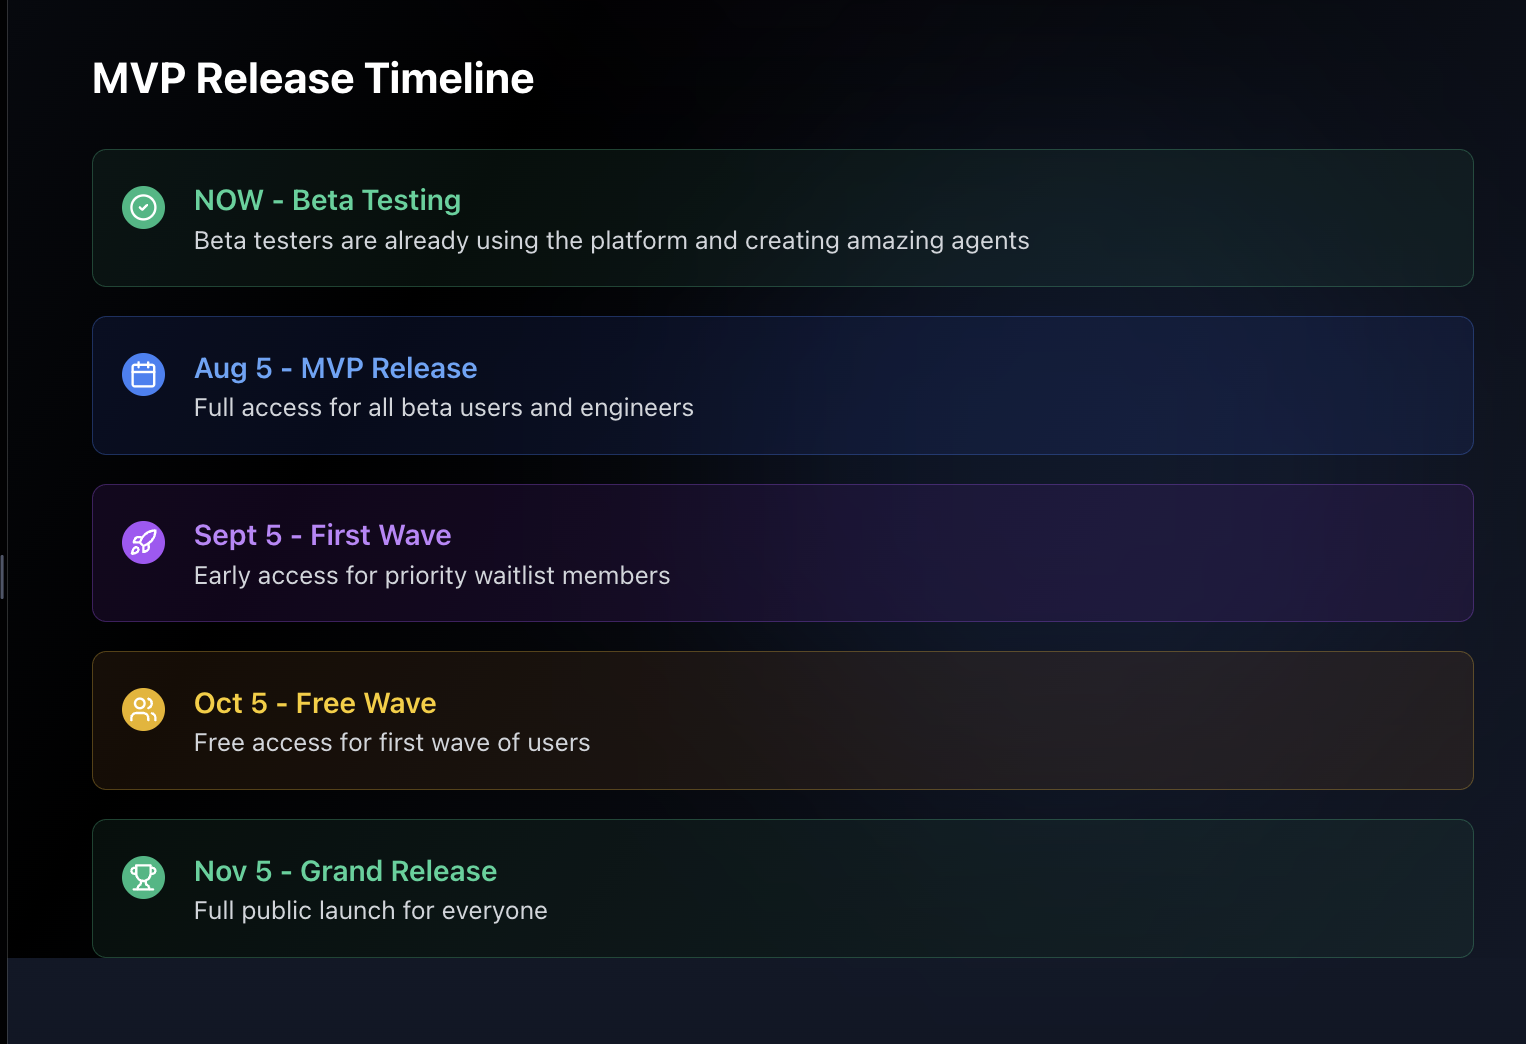 MVP Release Timeline
NOW - Beta Testing
Beta testers are already using the platform and creating amazing agents
Aug 5 - MVP Release
Full access for all beta users and engineers
Sept 5 - First Wave
Early access for priority waitlist members
Oct 5 - Free Wave
Free access for first wave of users
Nov 5 - Grand Release
Full public launch for everyone